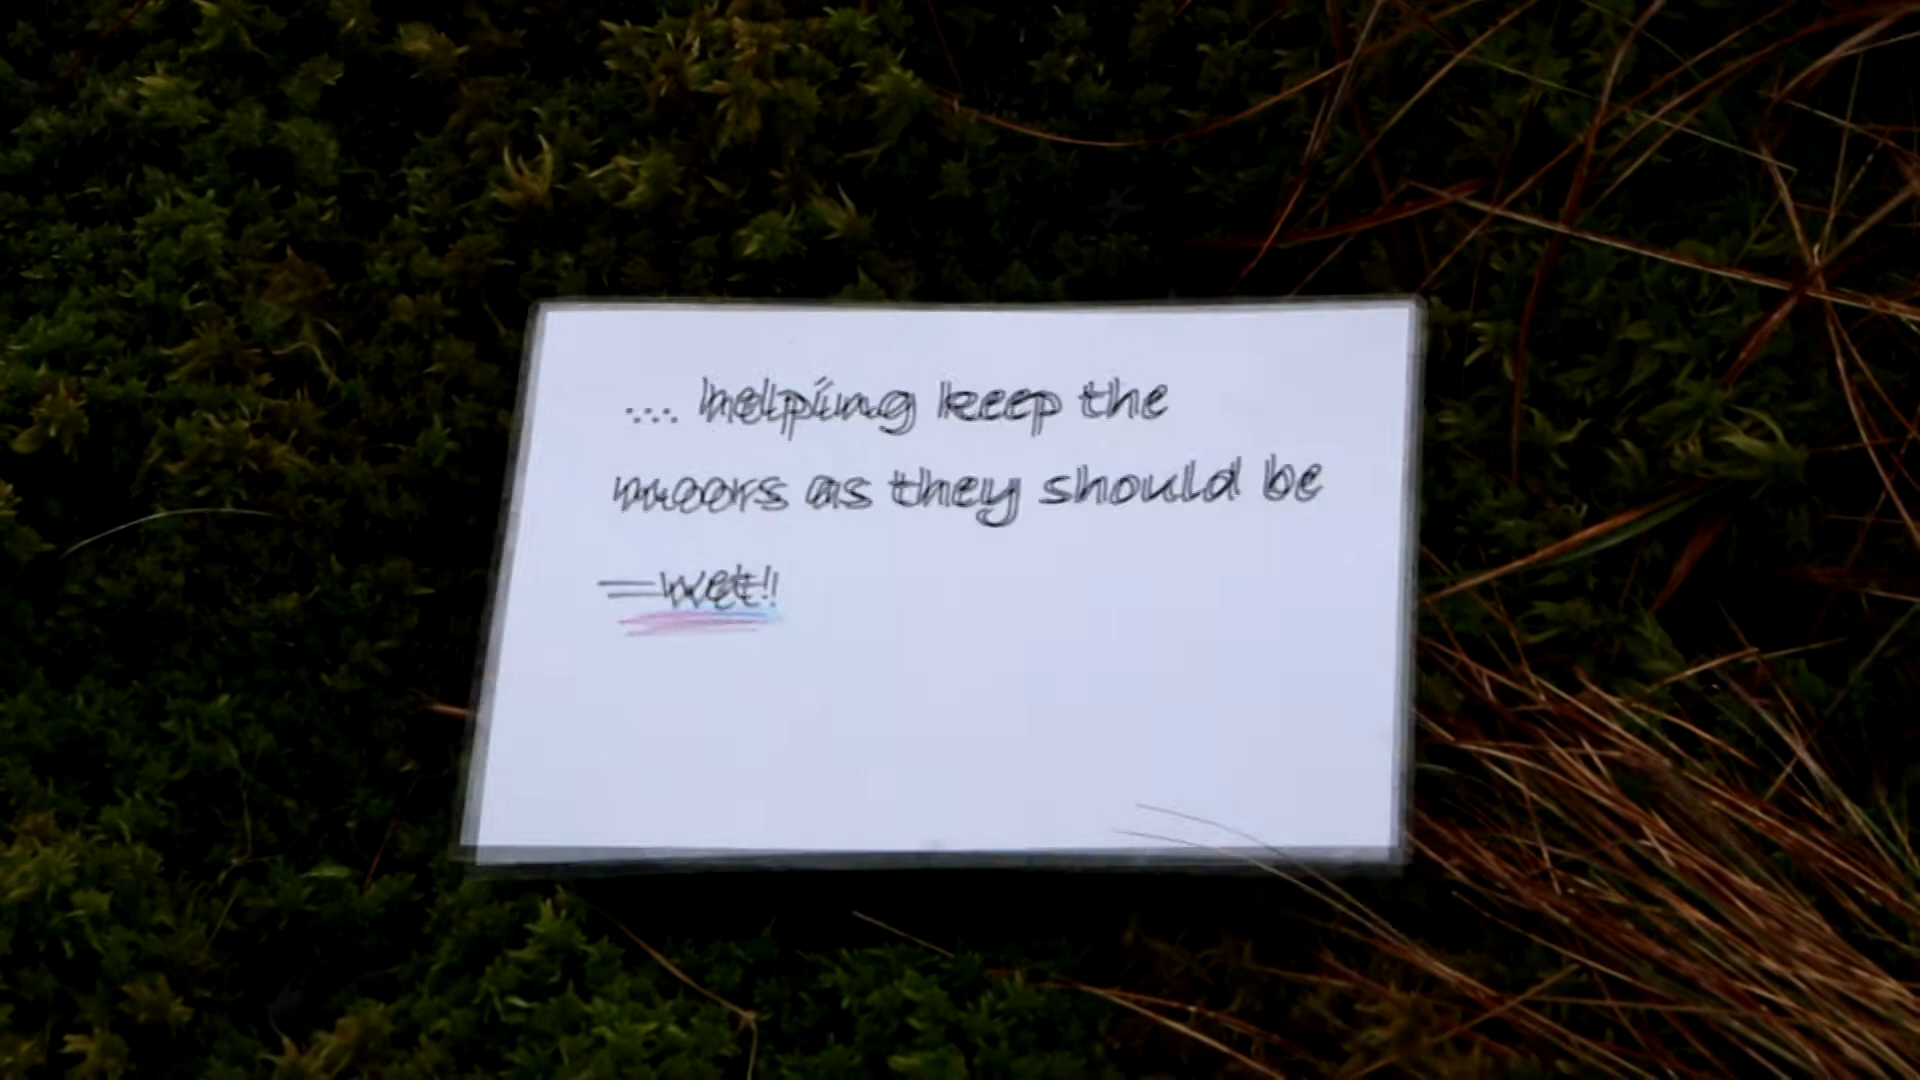 ... helping keep the
moors as they should be
- wet!